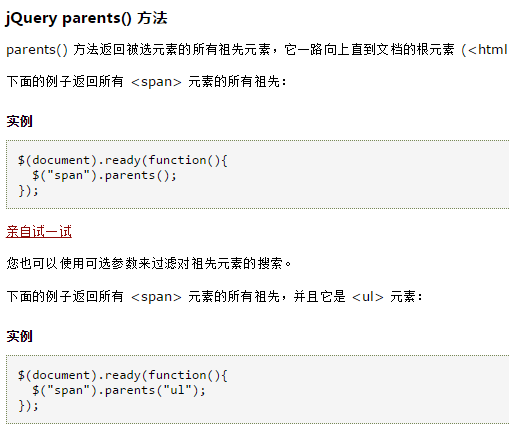 jQuery parents() 方法
parents() 方法返回被选元素的所有祖先元素，它一路向上直到文档的根元素 (<html
下面的例子返回所有 <span> 元素的所有祖先：
实例
$(document).ready(function(){
  $("span").parents();
});
亲自试一试
您也可以使用可选参数来过滤对祖先元素的搜索。
下面的例子返回所有 <span> 元素的所有祖先，并且它是 <ul> 元素：
实例
$(document).ready(function(){
  $("span").parents("ul");
});